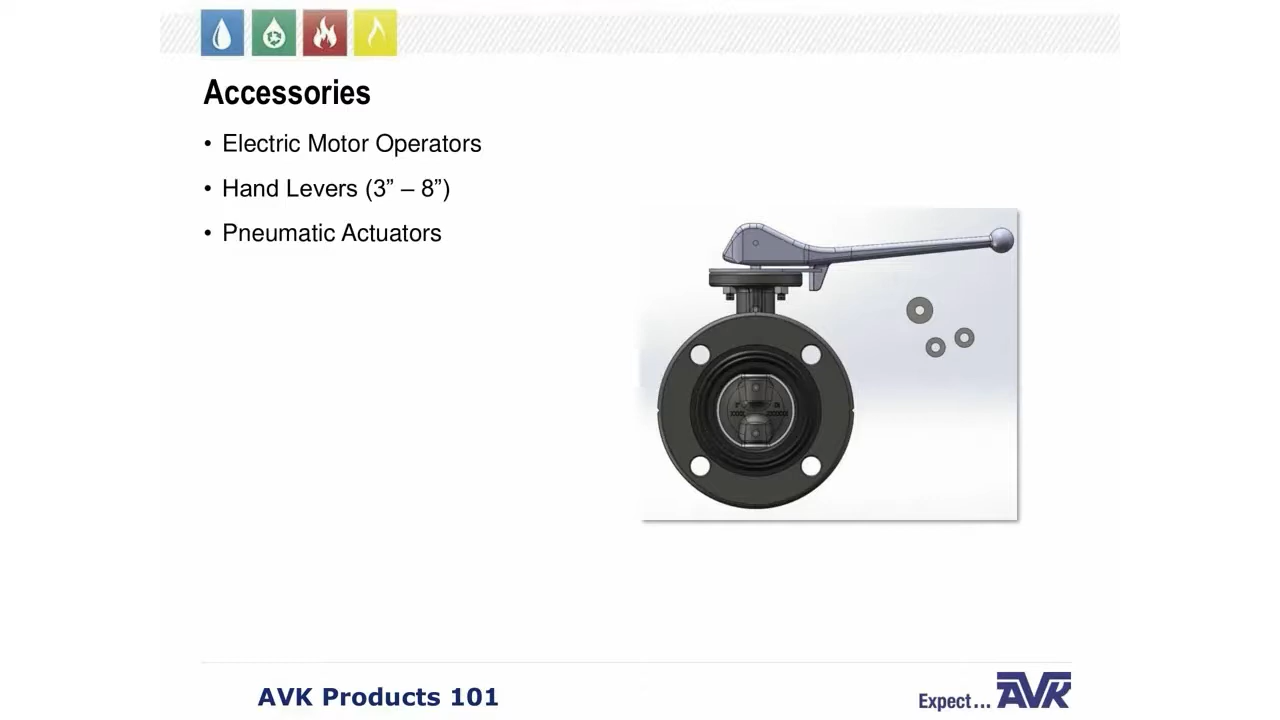 Accessories
• Electric Motor Operators
• Hand Levers (3” – 8”)
• Pneumatic Actuators
AVK Products 101
Expect... AVK